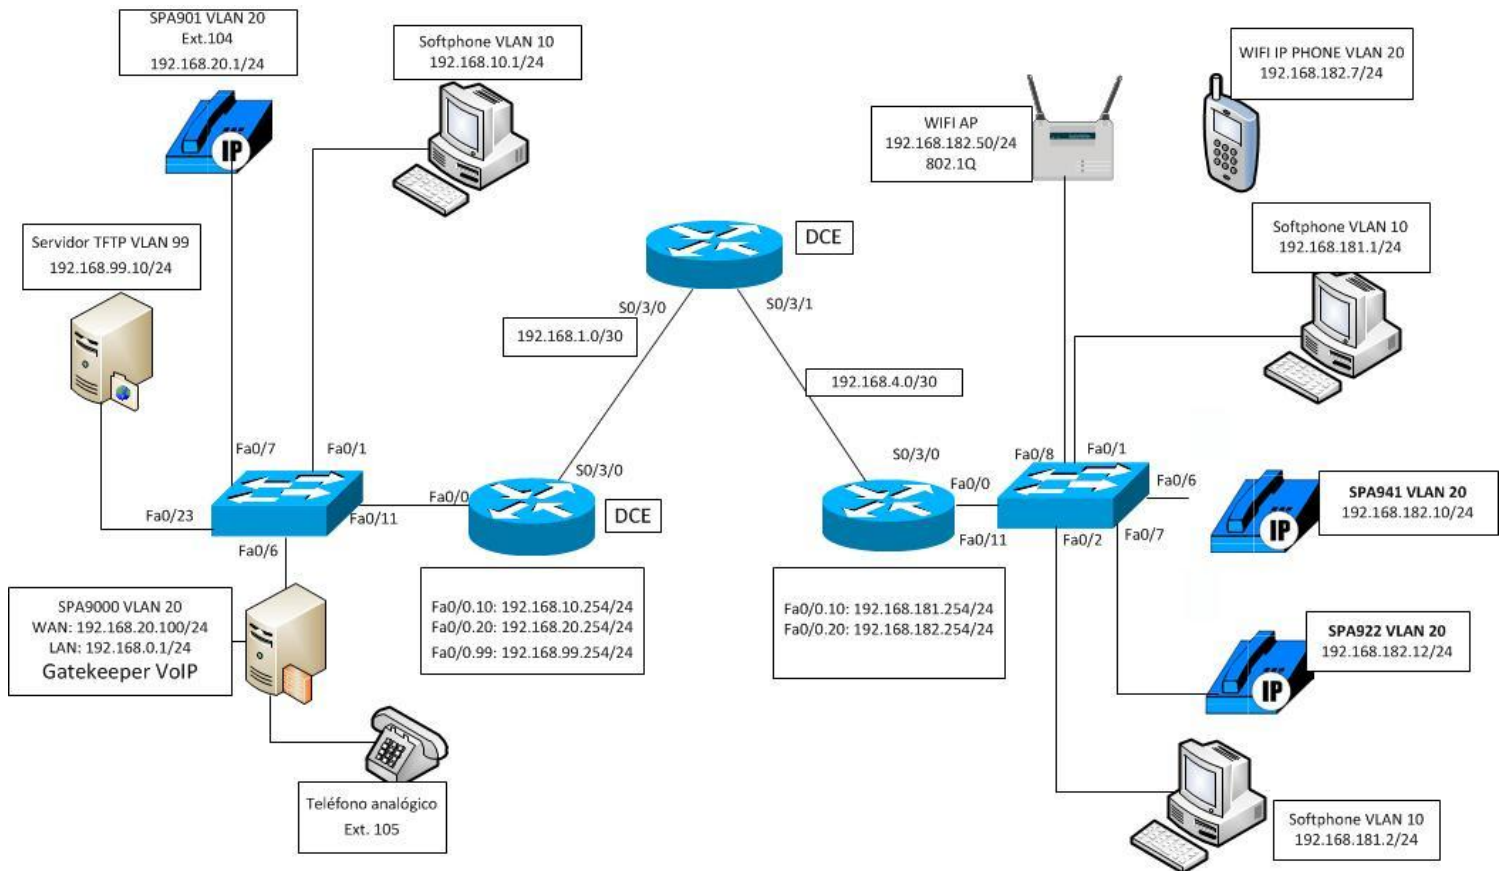 SPA901 VLAN 20
Ext.104
192.168.20.1/24
IP
Softphone VLAN 10
192.168.10.1/24
WIFI AP
192.168.182.50/24
802.1Q
WIFI IP PHONE VLAN 20
192.168.182.7/24
Softphone VLAN 10
192.168.181.1/24
Servidor TFTP VLAN 99
192.168.99.10/24
DCE
S0/3/0
S0/3/1
192.168.1.0/30
192.168.4.0/30
Fa0/7
Fa0/1
S0/3/0
Fa0/0
Fa0/23
Fa0/11
DCE
Fa0/6
S0/3/0
Fa0/8
Fa0/1
Fa0/0
Fa0/6
Fa0/11
Fa0/2
Fa0/7
IP
SPA941 VLAN 20
192.168.182.10/24
SPA9000 VLAN 20
WAN: 192.168.20.100/24
LAN: 192.168.0.1/24
Gatekeeper VoIP
Fa0/0.10: 192.168.10.254/24
Fa0/0.20: 192.168.20.254/24
Fa0/0.99: 192.168.99.254/24
Fa0/0.10: 192.168.181.254/24
Fa0/0.20: 192.168.182.254/24
IP
SPA922 VLAN 20
192.168.182.12/24
Teléfono analógico
Ext. 105
Softphone VLAN 10
192.168.181.2/24